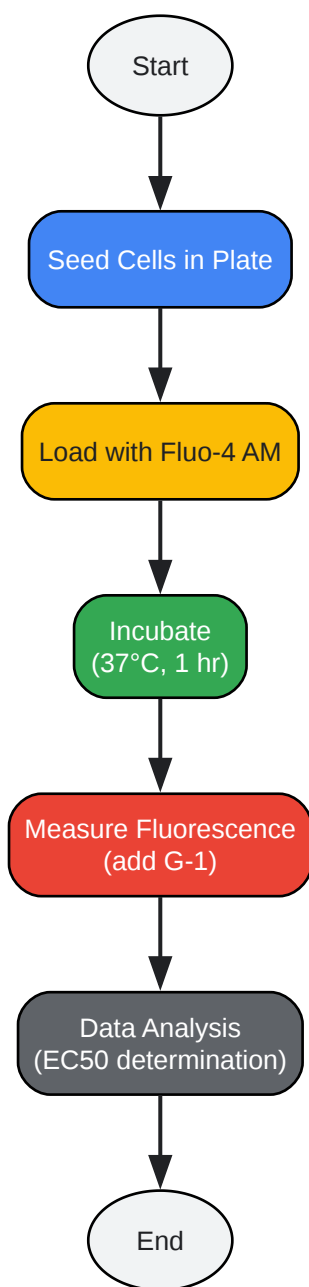 Start
Seed Cells in Plate
Load with Fluo-4 AM
Incubate
(37°C, 1 hr)
Measure Fluorescence
(add G-1)
Data Analysis
(EC50 determination)
End